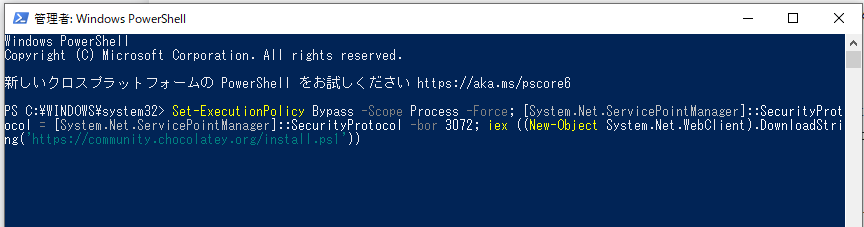 管理者: Windows PowerShell
Windows PowerShell
Copyright (C) Microsoft Corporation. All rights reserved.
新しいクロスプラットフォームの PowerShell をお試しください https://aka.ms/pscore6
PS C:¥WINDOWS¥system32> Set-ExecutionPolicy Bypass -Scope Process -Force; [System.Net.ServicePointManager]::SecurityProt
ocol = [System.Net.ServicePointManager]::SecurityProtocol -bor 3072; iex ((New-Object System.Net.WebClient).DownloadStri
ng('https://community.chocolatey.org/install.ps1'))